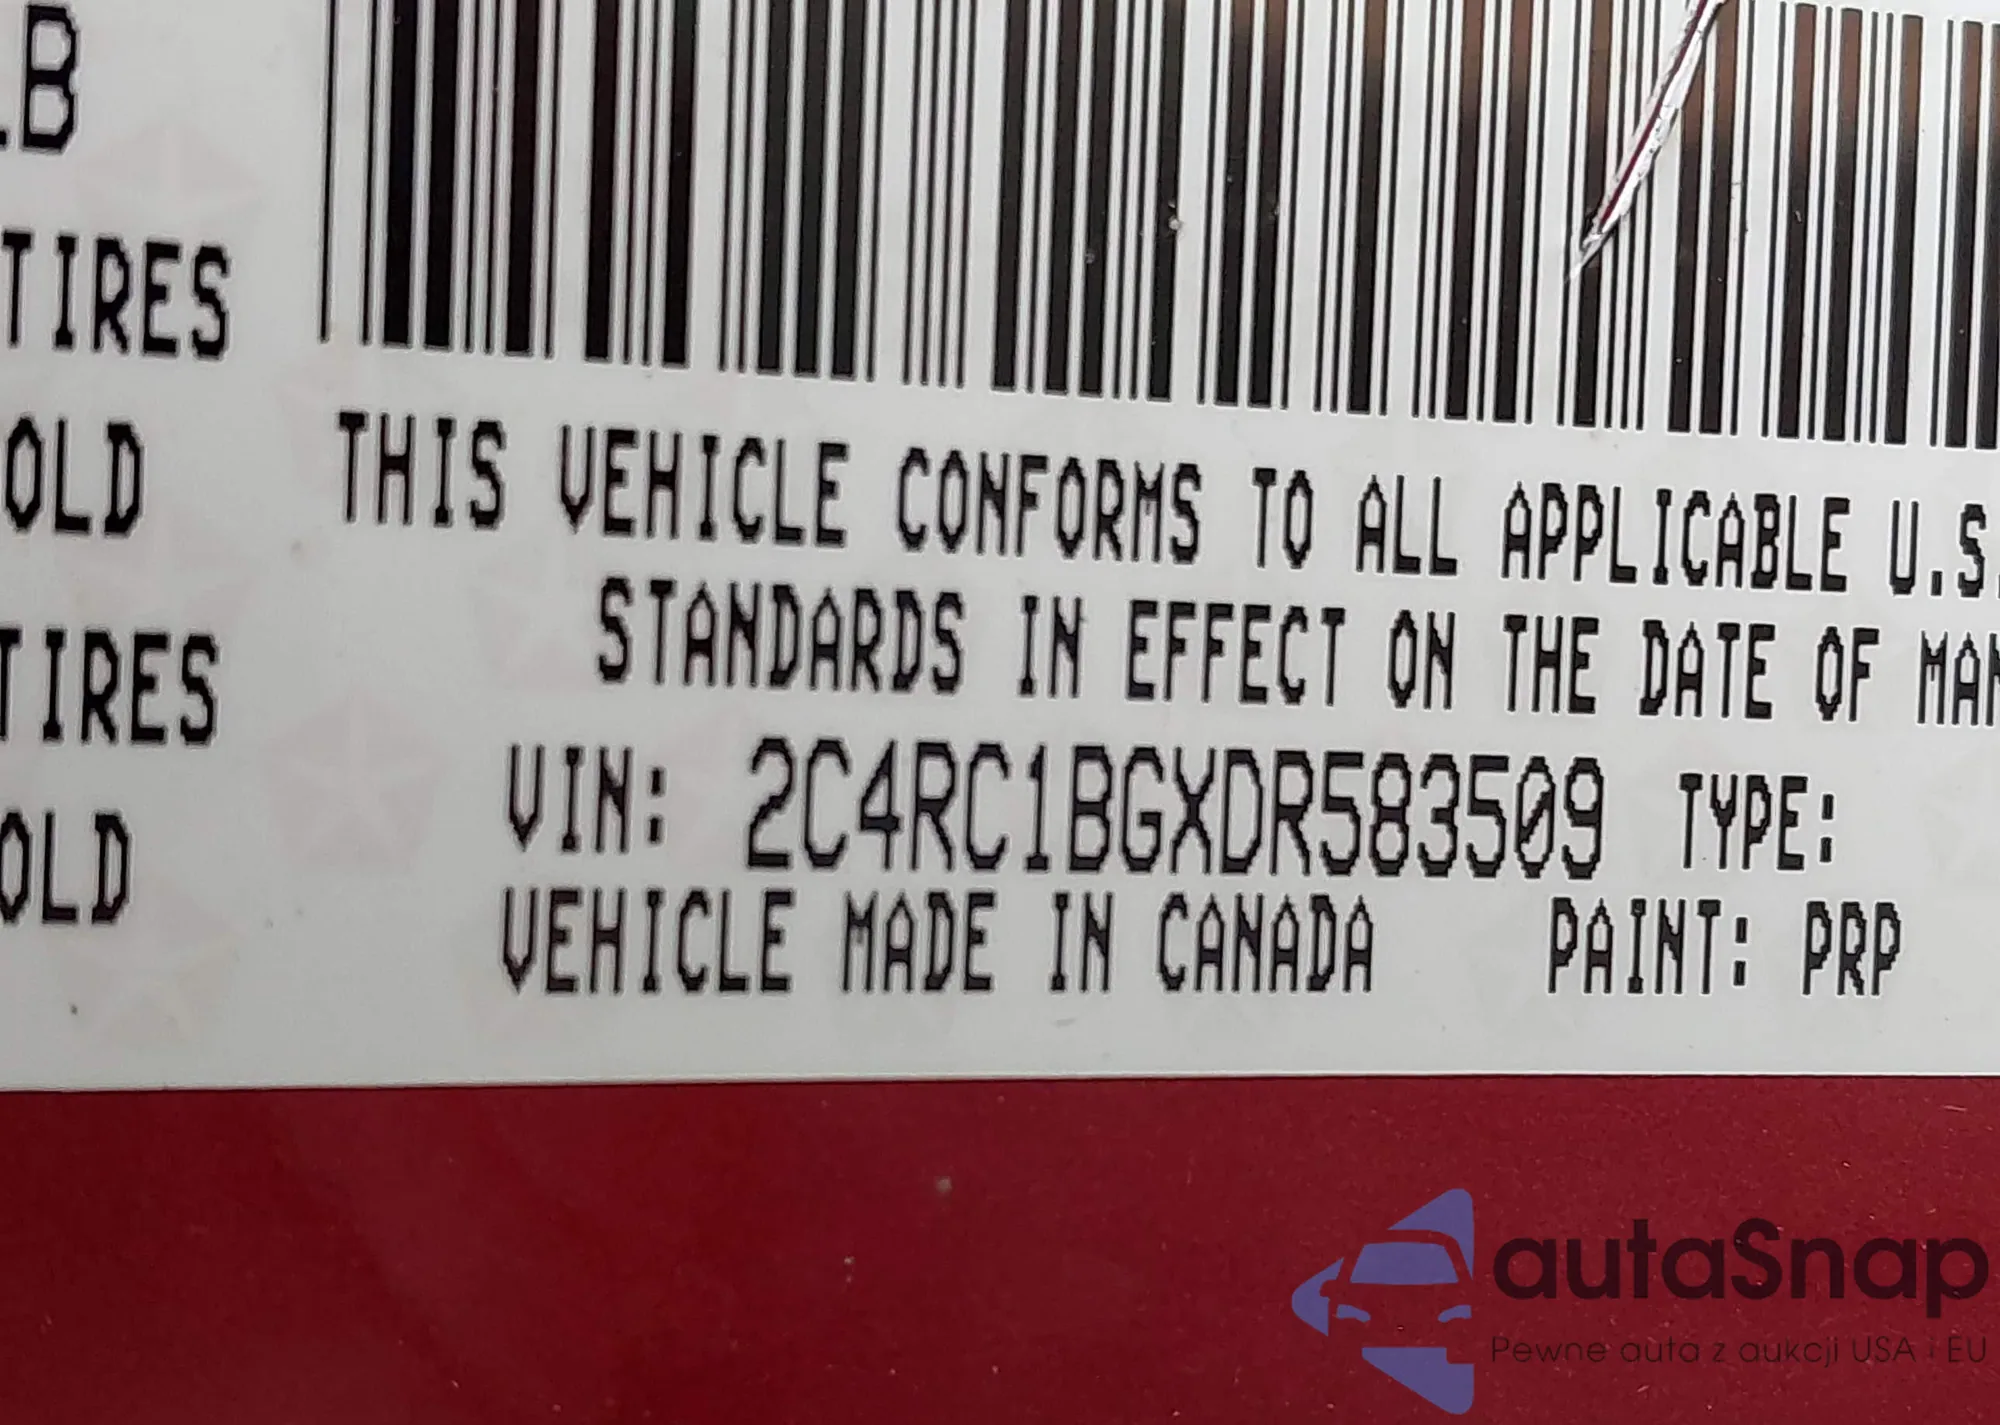 LB
TIRES
OLD
TIRES
OLD
THIS VEHICLE CONFORMS TO ALL APPLICABLE U.S.
STANDARDS IN EFFECT ON THE DATE OF MAN
VIN: 2C4RC1BGXDR583509 TYPE:
VEHICLE MADE IN CANADA PAINT: PRP
autaSnap
Pewne auta z aukcji USA i EU